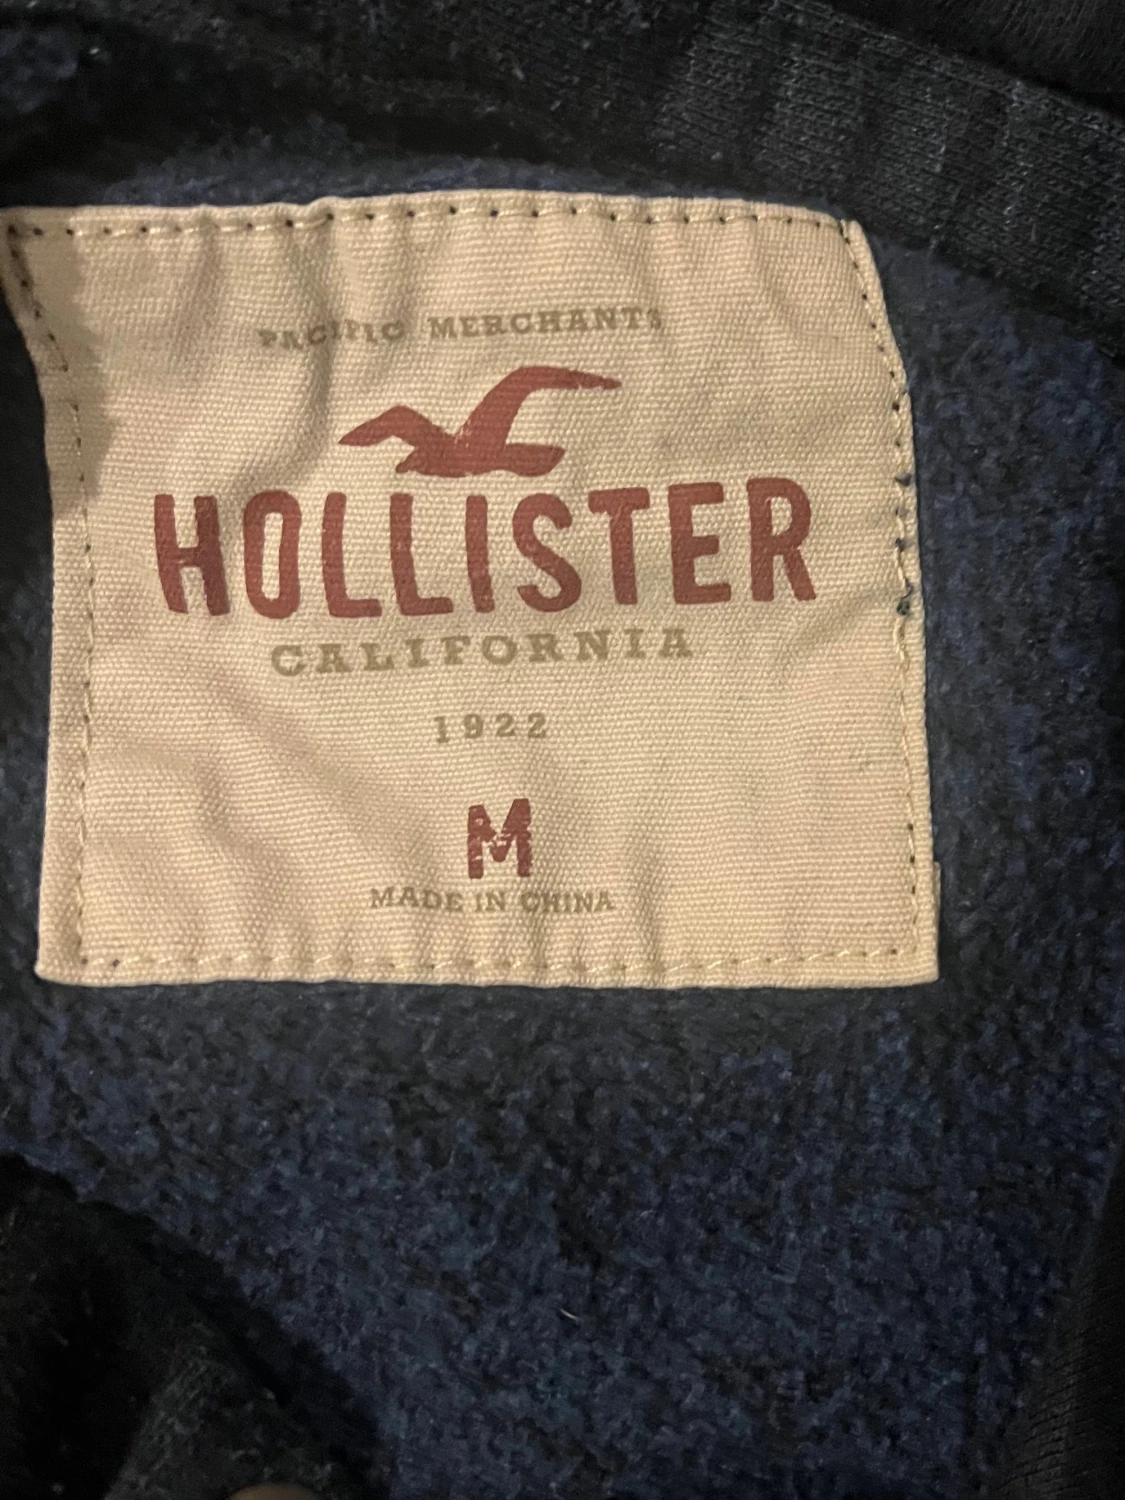 PACIFIC MERCHANTS
HOLLISTER
CALIFORNIA
1922
M
MADE IN CHINA